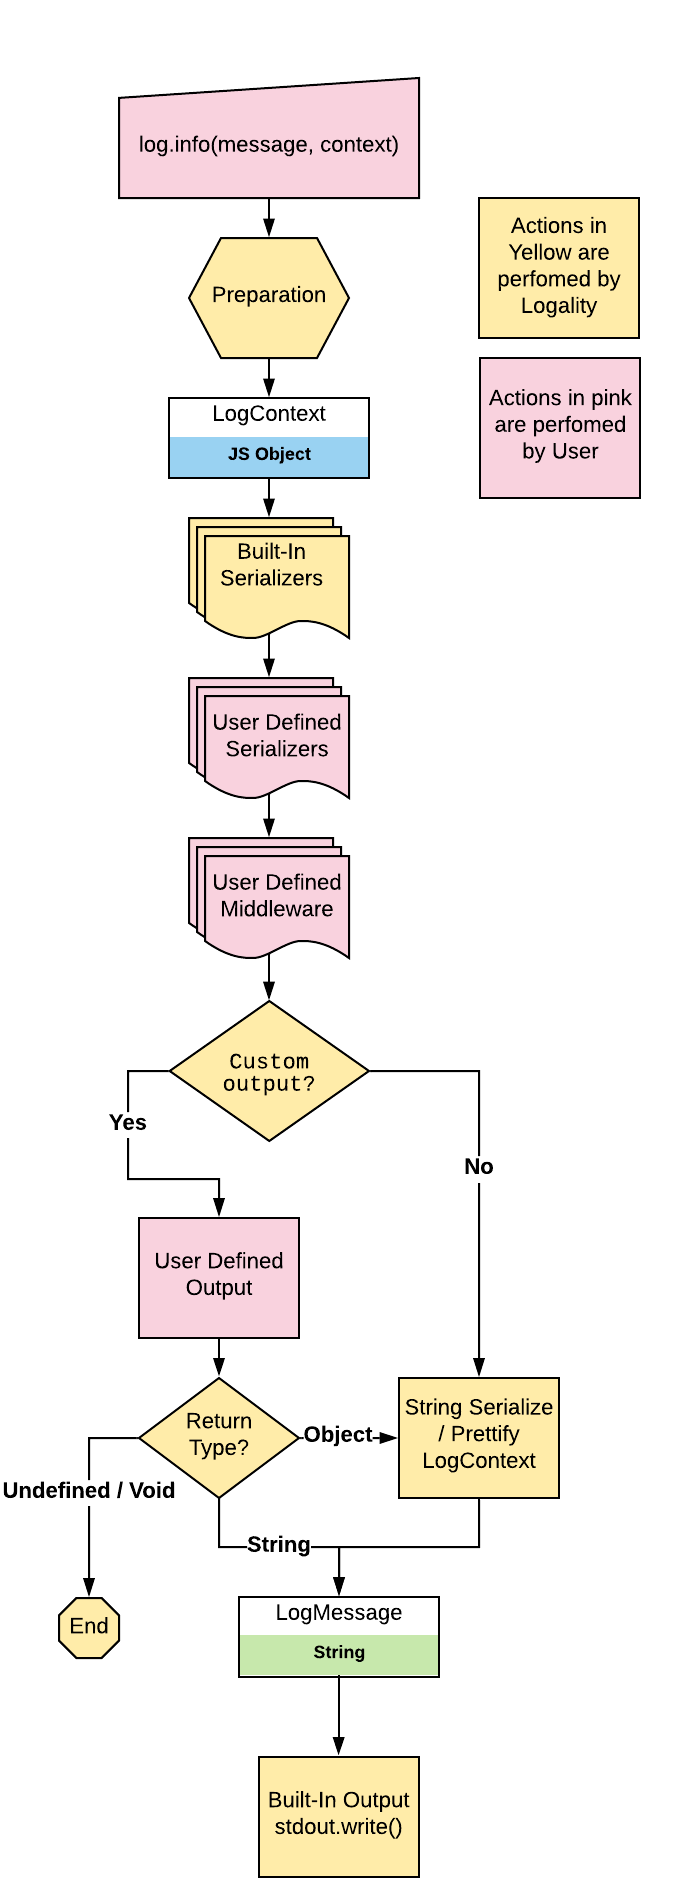 log.info(message, context)
Actions in
Yellow are
perfomed by
Logality
Preparation
Actions in pink
are perfomed
by User
LogContext
JS Object
Built-In
Serializers
User Defined
Serializers
User Defined
Middleware
Custom
output?
Yes
No
User Defined
Output
Return
Type?
Object
String Serialize
/ Prettify
LogContext
Undefined / Void
String
End
LogMessage
String
Built-In Output
stdout.write()